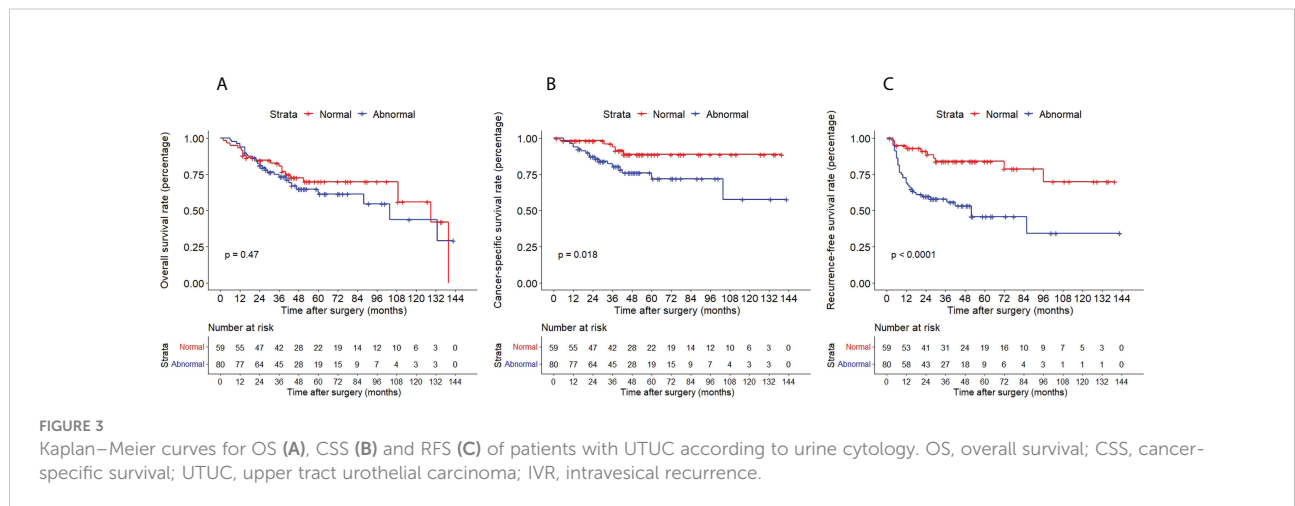 A
Strata Normal Abnormal
Overall survival rate (percentage)
1.00
0.75
0.50
0.25
0.00
p = 0.47
0 12 24 36 48 60 72 84 96 108 120 132 144
Time after surgery (months)
Number at risk
Strata
Normal 59 55 47 42 28 22 19 14 12 10 6 3 0
Abnormal 80 77 64 45 28 19 15 9 7 4 3 3 0
0 12 24 36 48 60 72 84 96 108 120 132 144
Time after surgery (months)
B
Strata Normal Abnormal
Cancer-specific survival rate (percentage)
1.00
0.75
0.50
0.25
0.00
p = 0.018
0 12 24 36 48 60 72 84 96 108 120 132 144
Time after surgery (months)
Number at risk
Strata
Normal 59 55 47 42 28 22 19 14 12 10 6 3 0
Abnormal 80 77 64 45 28 19 15 9 7 4 3 3 0
0 12 24 36 48 60 72 84 96 108 120 132 144
Time after surgery (months)
C
Strata Normal Abnormal
Recurrence-free survival rate (percentage)
1.00
0.75
0.50
0.25
0.00
p < 0.0001
0 12 24 36 48 60 72 84 96 108 120 132 144
Time after surgery (months)
Number at risk
Strata
Normal 59 53 41 31 24 19 16 10 9 7 5 3 0
Abnormal 80 58 43 27 18 9 6 4 3 1 1 1 0
0 12 24 36 48 60 72 84 96 108 120 132 144
Time after surgery (months)
FIGURE 3
Kaplan–Meier curves for OS (A), CSS (B) and RFS (C) of patients with UTUC according to urine cytology. OS, overall survival; CSS, cancer-
specific survival; UTUC, upper tract urothelial carcinoma; IVR, intravesical recurrence.